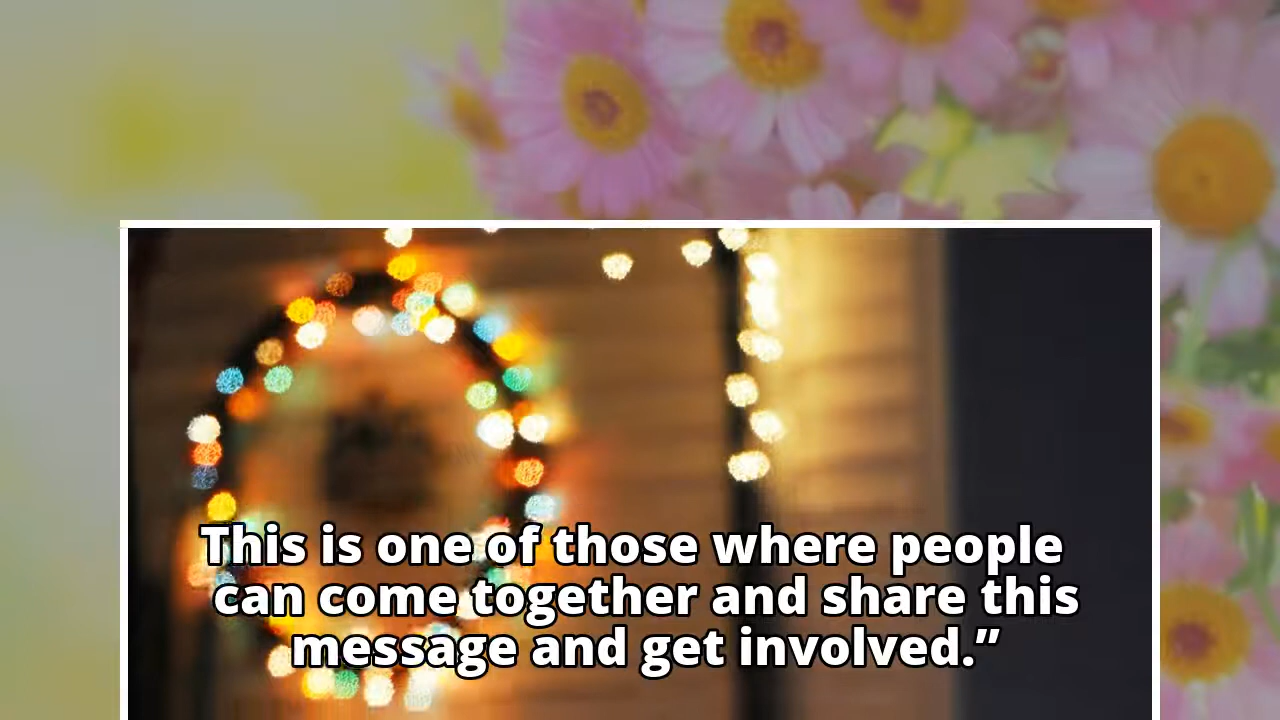 This is one of those where people
can come together and share this
message and get involved.”